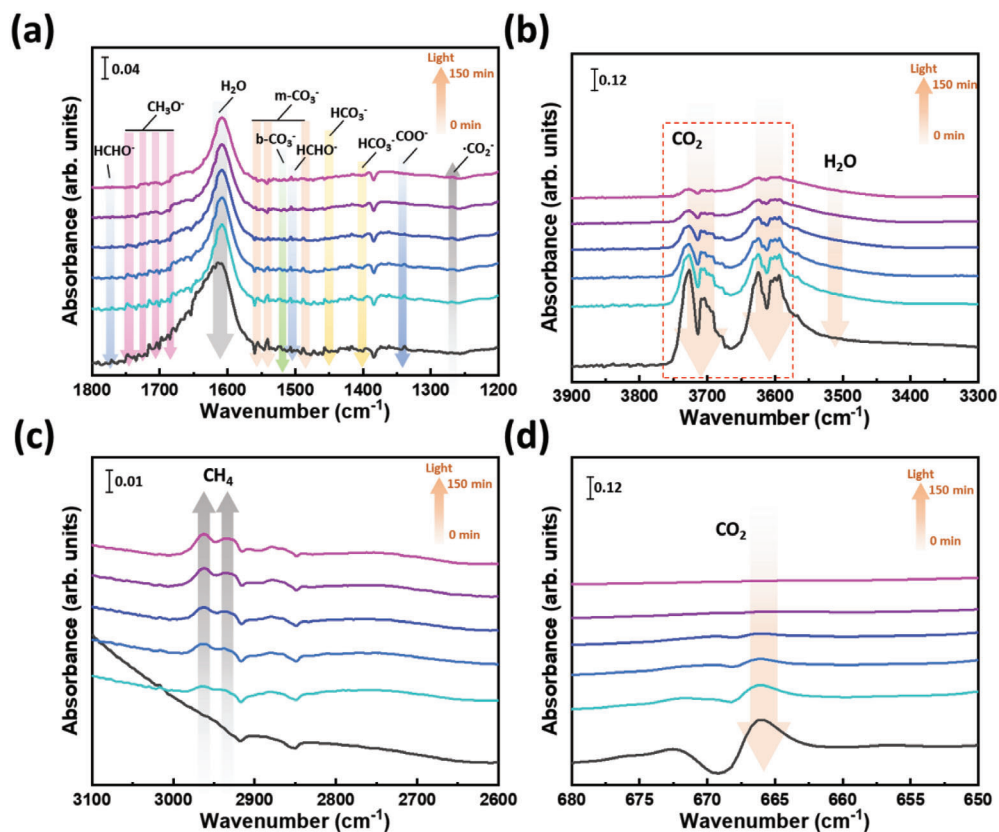 (a)
0.04
Light
150 min
0 min
H₂O
CH₃O⁻
m-CO₃⁻
HCO₃⁻
b-CO₃⁻
HCHO⁻
HCHO⁻
HCO₃⁻
COO⁻
·CO₂⁻
Absorbance (arb. units)
1800 1700 1600 1500 1400 1300 1200
Wavenumber (cm⁻¹)
(b)
0.12
Light
150 min
0 min
CO₂
H₂O
Absorbance (arb. units)
3900 3800 3700 3600 3500 3400 3300
Wavenumber (cm⁻¹)
(c)
0.01
Light
150 min
0 min
CH₄
Absorbance (arb. units)
3100 3000 2900 2800 2700 2600
Wavenumber (cm⁻¹)
(d)
0.12
Light
150 min
0 min
CO₂
Absorbance (arb. units)
680 675 670 665 660 655 650
Wavenumber (cm⁻¹)